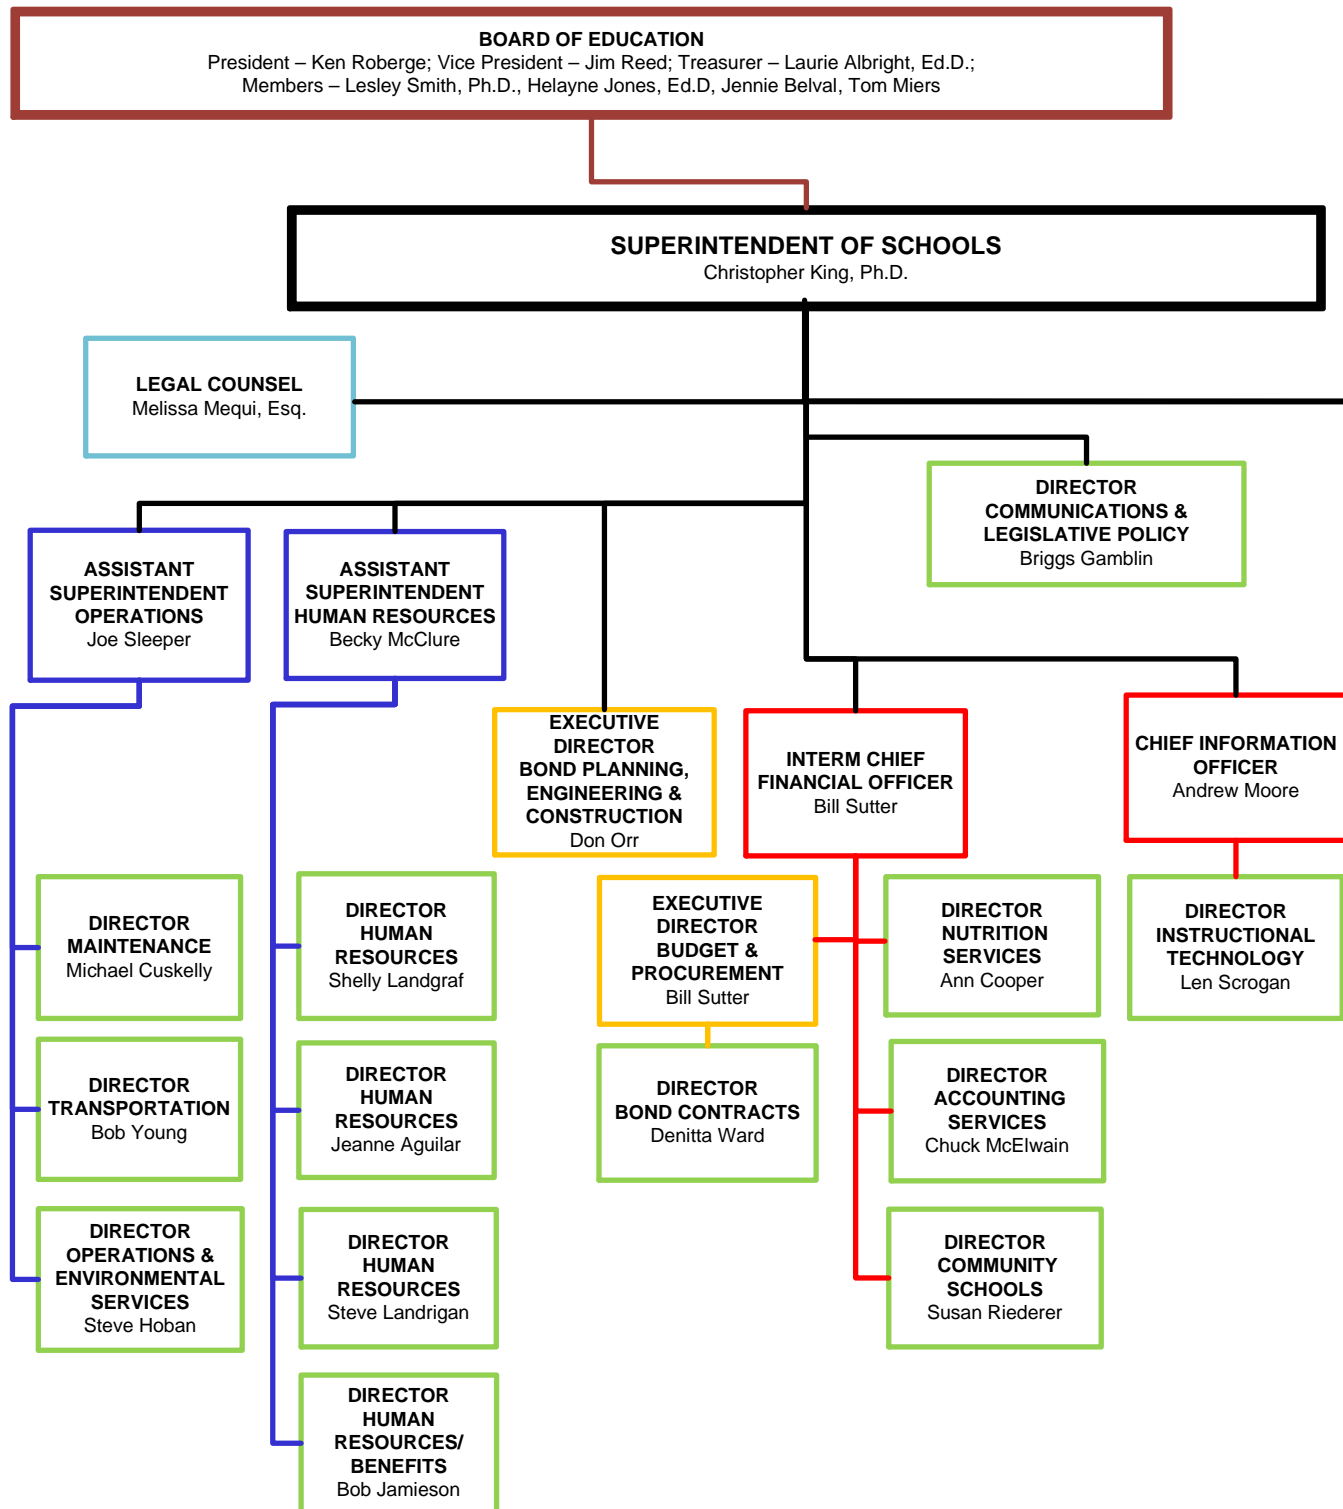 BOARD OF EDUCATION
President – Ken Roberge; Vice President – Jim Reed; Treasurer – Laurie Albright, Ed.D.;
Members – Lesley Smith, Ph.D., Helayne Jones, Ed.D, Jennie Belval, Tom Miers
SUPERINTENDENT OF SCHOOLS
Christopher King, Ph.D.
LEGAL COUNSEL
Melissa Mequi, Esq.
DIRECTOR
COMMUNICATIONS &
LEGISLATIVE POLICY
Briggs Gamblin
ASSISTANT
SUPERINTENDENT
OPERATIONS
Joe Sleeper
ASSISTANT
SUPERINTENDENT
HUMAN RESOURCES
Becky McClure
EXECUTIVE
DIRECTOR
BOND PLANNING,
ENGINEERING &
CONSTRUCTION
Don Orr
INTERM CHIEF
FINANCIAL OFFICER
Bill Sutter
CHIEF INFORMATION
OFFICER
Andrew Moore
DIRECTOR
MAINTENANCE
Michael Cuskelly
DIRECTOR
HUMAN
RESOURCES
Shelly Landgraf
EXECUTIVE
DIRECTOR
BUDGET &
PROCUREMENT
Bill Sutter
DIRECTOR
NUTRITION
SERVICES
Ann Cooper
DIRECTOR
INSTRUCTIONAL
TECHNOLOGY
Len Scrogan
DIRECTOR
TRANSPORTATION
Bob Young
DIRECTOR
HUMAN
RESOURCES
Jeanne Aguilar
DIRECTOR
BOND CONTRACTS
Denitta Ward
DIRECTOR
ACCOUNTING
SERVICES
Chuck McElwain
DIRECTOR
OPERATIONS &
ENVIRONMENTAL
SERVICES
Steve Hoban
DIRECTOR
HUMAN
RESOURCES
Steve Landrigan
DIRECTOR
COMMUNITY
SCHOOLS
Susan Riederer
DIRECTOR
HUMAN
RESOURCES/
BENEFITS
Bob Jamieson